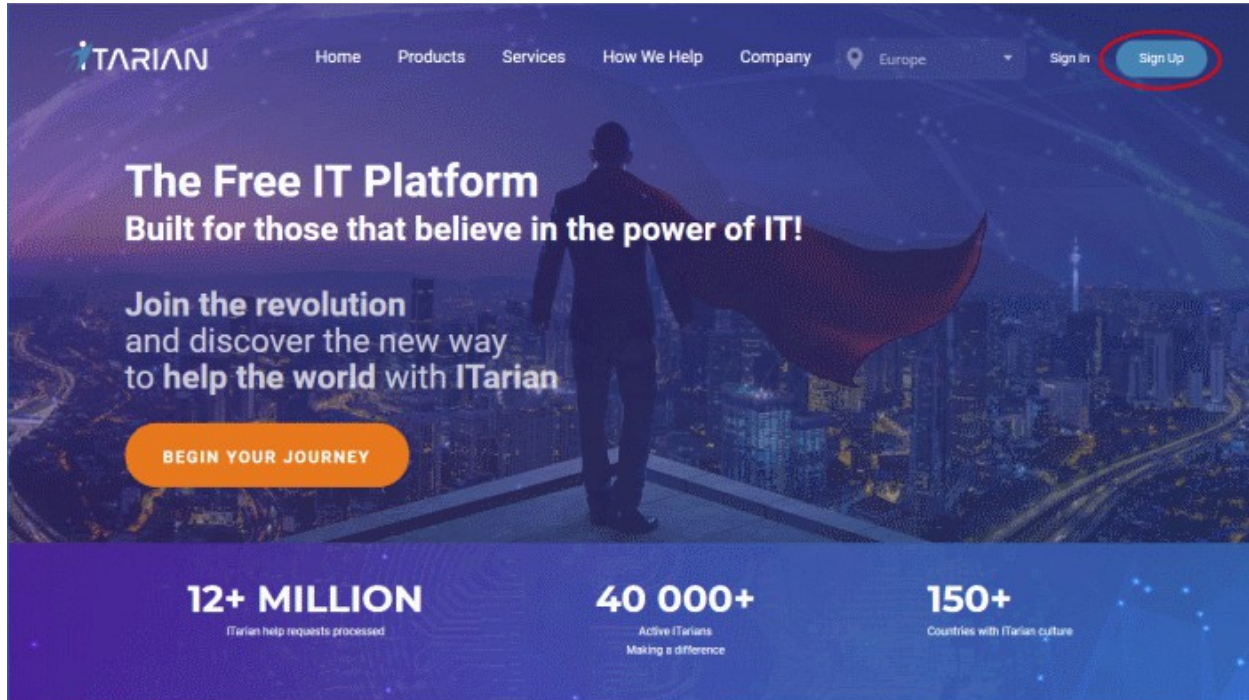 iTARIAN
Home Products Services How We Help Company Europe Sign In Sign Up
The Free IT Platform
Built for those that believe in the power of IT!
Join the revolution
and discover the new way
to help the world with ITarian
BEGIN YOUR JOURNEY
12+ MILLION
ITarian help requests processed
40 000+
Active ITarians
Making a difference
150+
Countries with ITarian culture